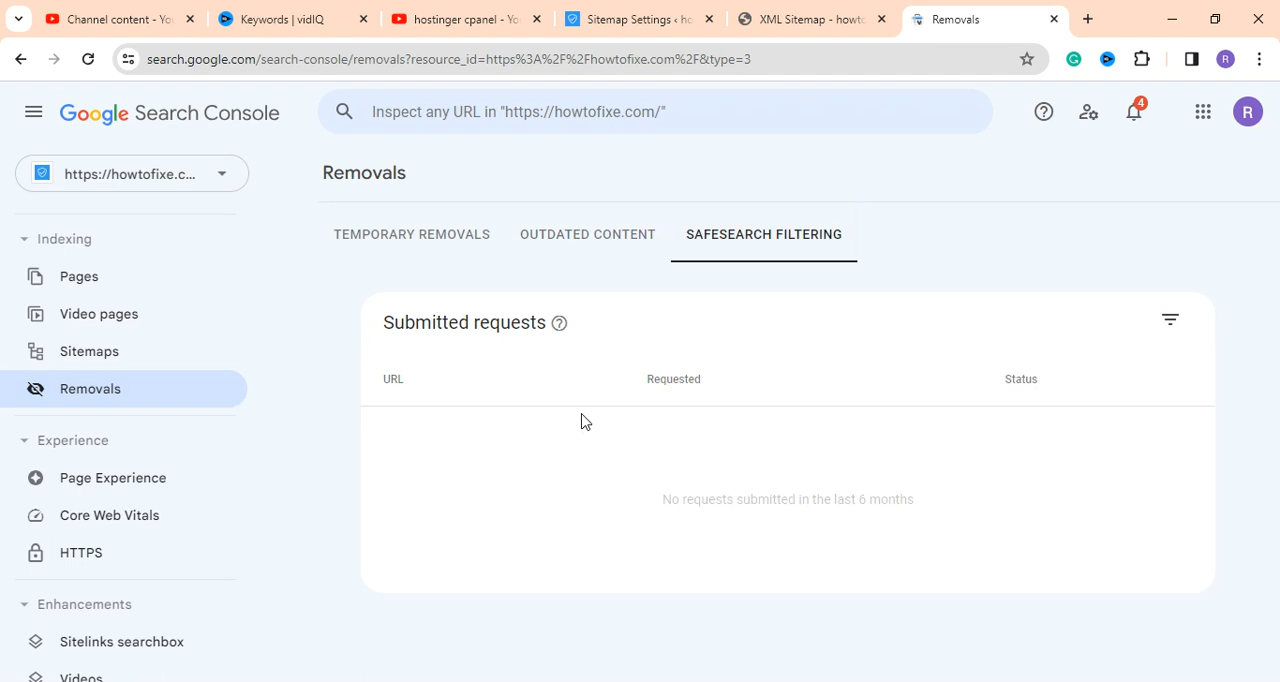 Channel content - Yo
Keywords | vidIQ
hostinger cpanel - Yo
Sitemap Settings ‹ ho
XML Sitemap - howto
Removals
search.google.com/search-console/removals?resource_id=https%3A%2F%2Fhowtofixe.com%2F&type=3
R
Google Search Console
Inspect any URL in "https://howtofixe.com/"
4
R
https://howtofixe.c...
Removals
Indexing
TEMPORARY REMOVALS
OUTDATED CONTENT
SAFESEARCH FILTERING
Pages
Video pages
Sitemaps
Removals
Submitted requests
URL
Requested
Status
No requests submitted in the last 6 months
Experience
Page Experience
Core Web Vitals
HTTPS
Enhancements
Sitelinks searchbox
Videos